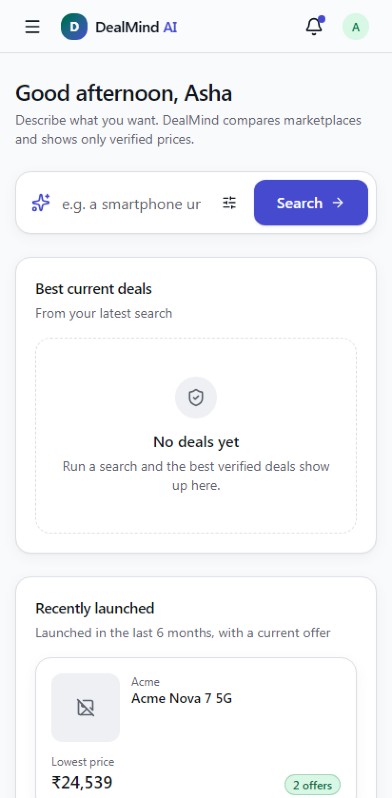 D DealMind AI A
Good afternoon, Asha
Describe what you want. DealMind compares marketplaces
and shows only verified prices.
e.g. a smartphone ur
Search →
Best current deals
From your latest search
No deals yet
Run a search and the best verified deals show
up here.
Recently launched
Launched in the last 6 months, with a current offer
Acme
Acme Nova 7 5G
Lowest price
₹24,539
2 offers